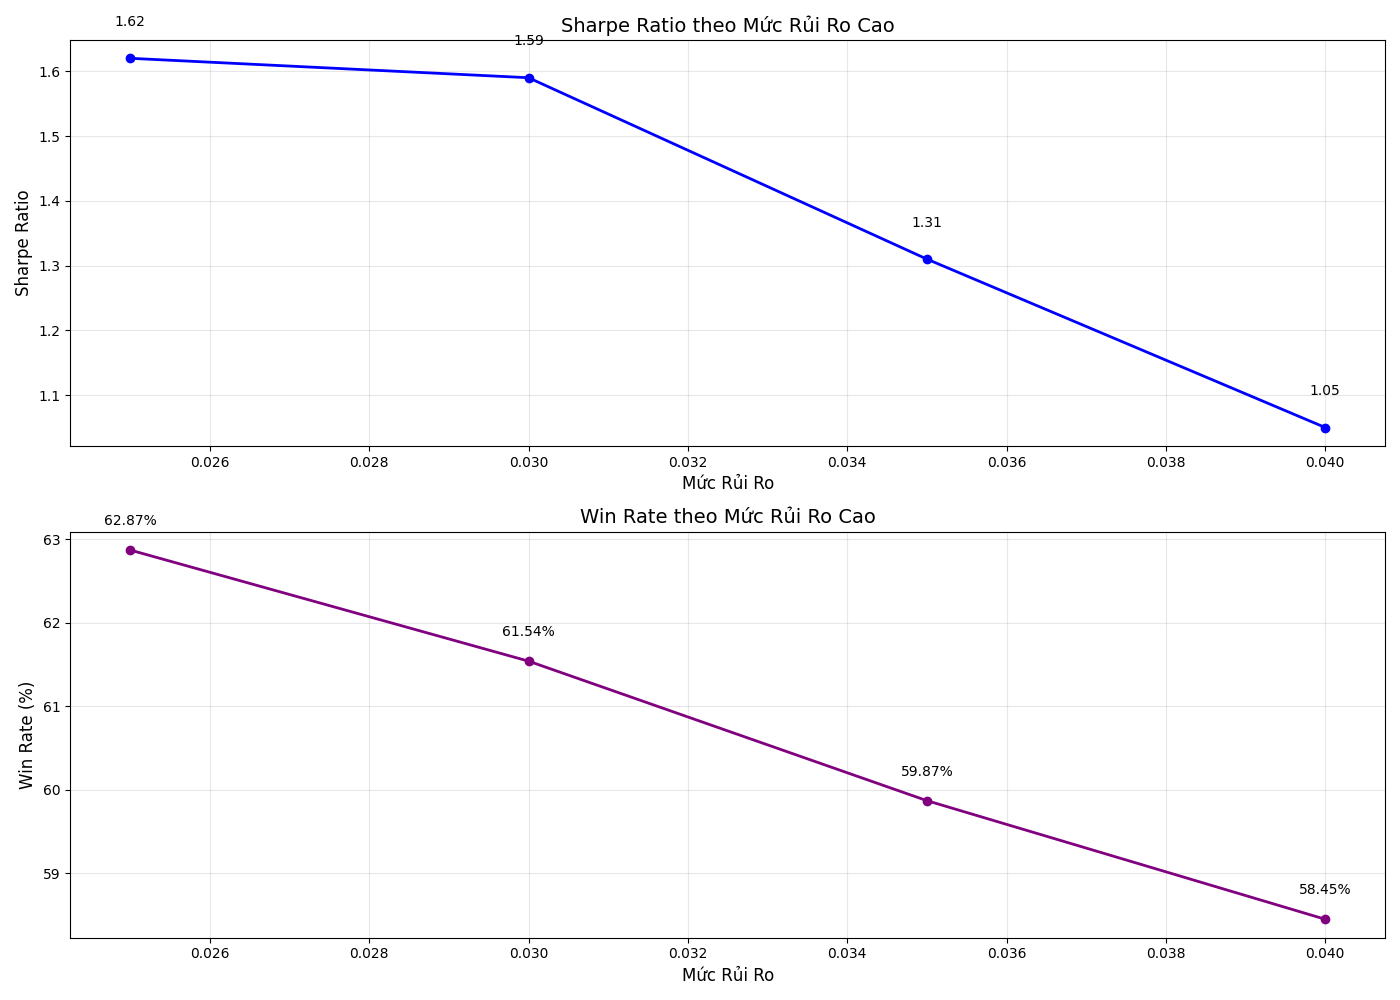 Sharpe Ratio theo Mức Rủi Ro Cao
1.62
1.59
1.31
1.05
1.6
1.5
1.4
1.3
1.2
1.1
Sharpe Ratio
0.026 0.028 0.030 0.032 0.034 0.036 0.038 0.040
Mức Rủi Ro
Win Rate theo Mức Rủi Ro Cao
62.87%
61.54%
59.87%
58.45%
63
62
61
60
59
Win Rate (%)
0.026 0.028 0.030 0.032 0.034 0.036 0.038 0.040
Mức Rủi Ro